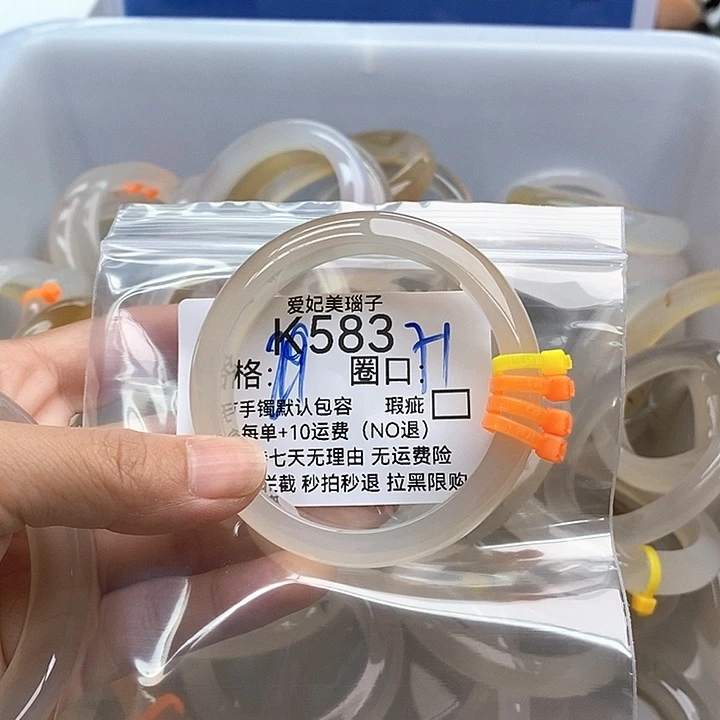 爱妃美瑙子
K583
格: 圈口:71
手镯默认包容 瑕疵
每单+10运费（NO退）
七天无理由 无运费险
拦截 秒拍秒退 拉黑限购